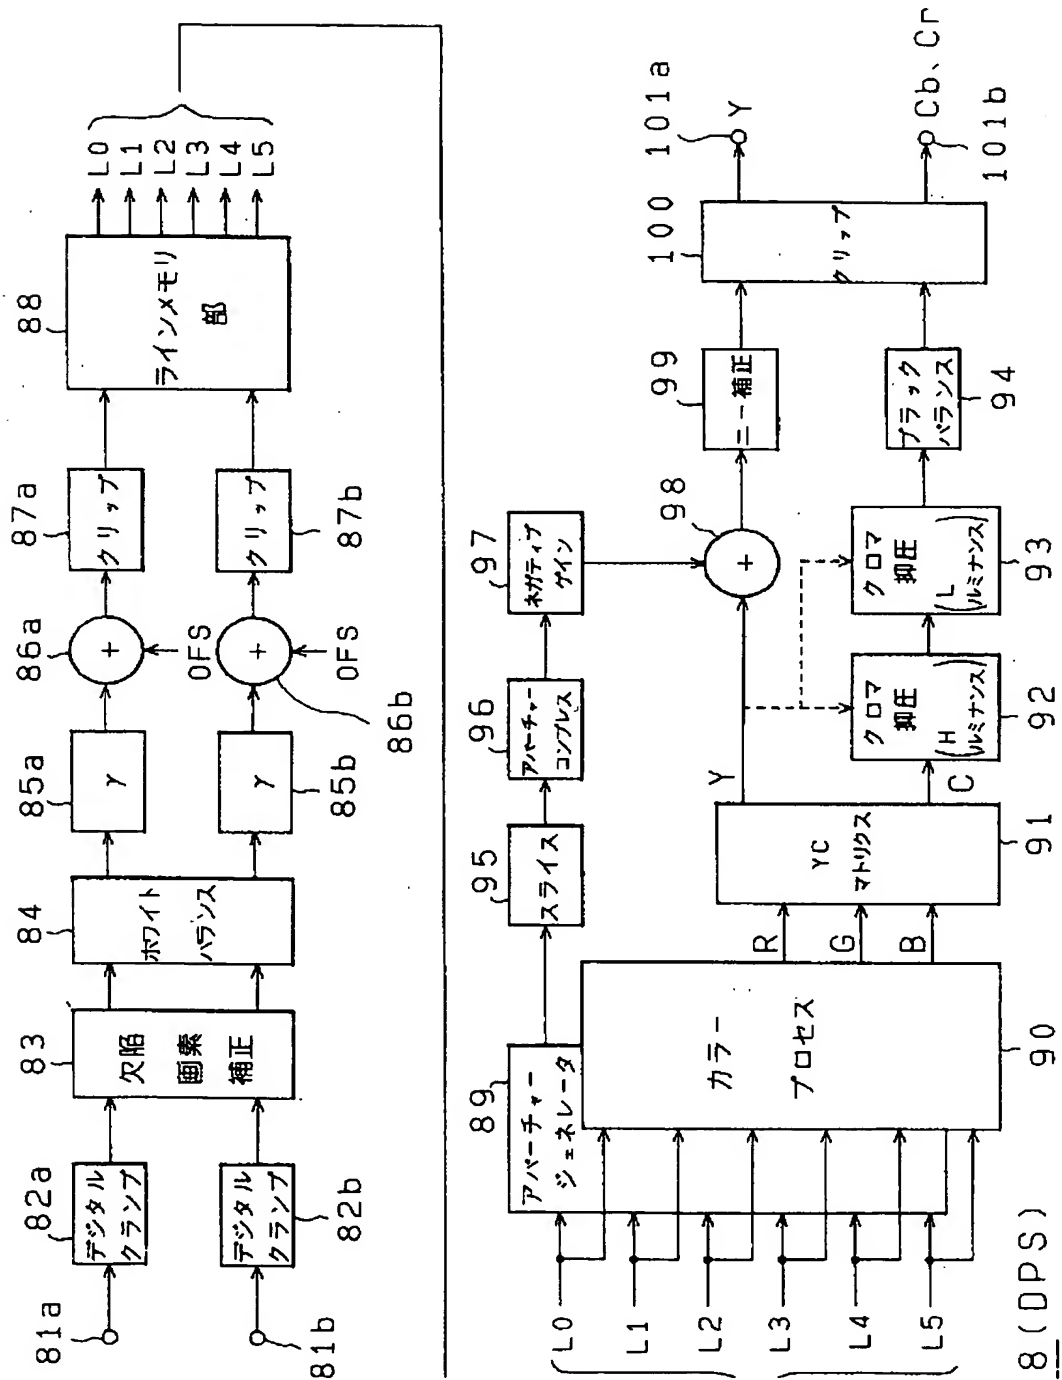 81a
81b
82a
デジタル
クランプ
デジタル
クランプ
82b
83
欠陥
画素
補正
84
ホワイト
バランス
85a
γ
γ
85b
86a
+
OFS
+
OFS
86b
87a
クリップ
クリップ
87b
88
ラインメモリ
部
L0
L1
L2
L3
L4
L5
L0
L1
L2
L3
L4
L5
89
アパーチャー
ジェネレータ
カラー
プロセス
90
R
G
B
YC
マトリクス
91
Y
C
95
スライス
96
アパーチャー
コンプレス
97
ネガティブ
ゲイン
クロマ
抑圧
(H
ルミナンス)
92
クロマ
抑圧
(L
ルミナンス)
93
98
+
99
ニー補正
ブラック
バランス
94
100
クリップ
101a
Y
Cb、Cr
101b
8(DPS)